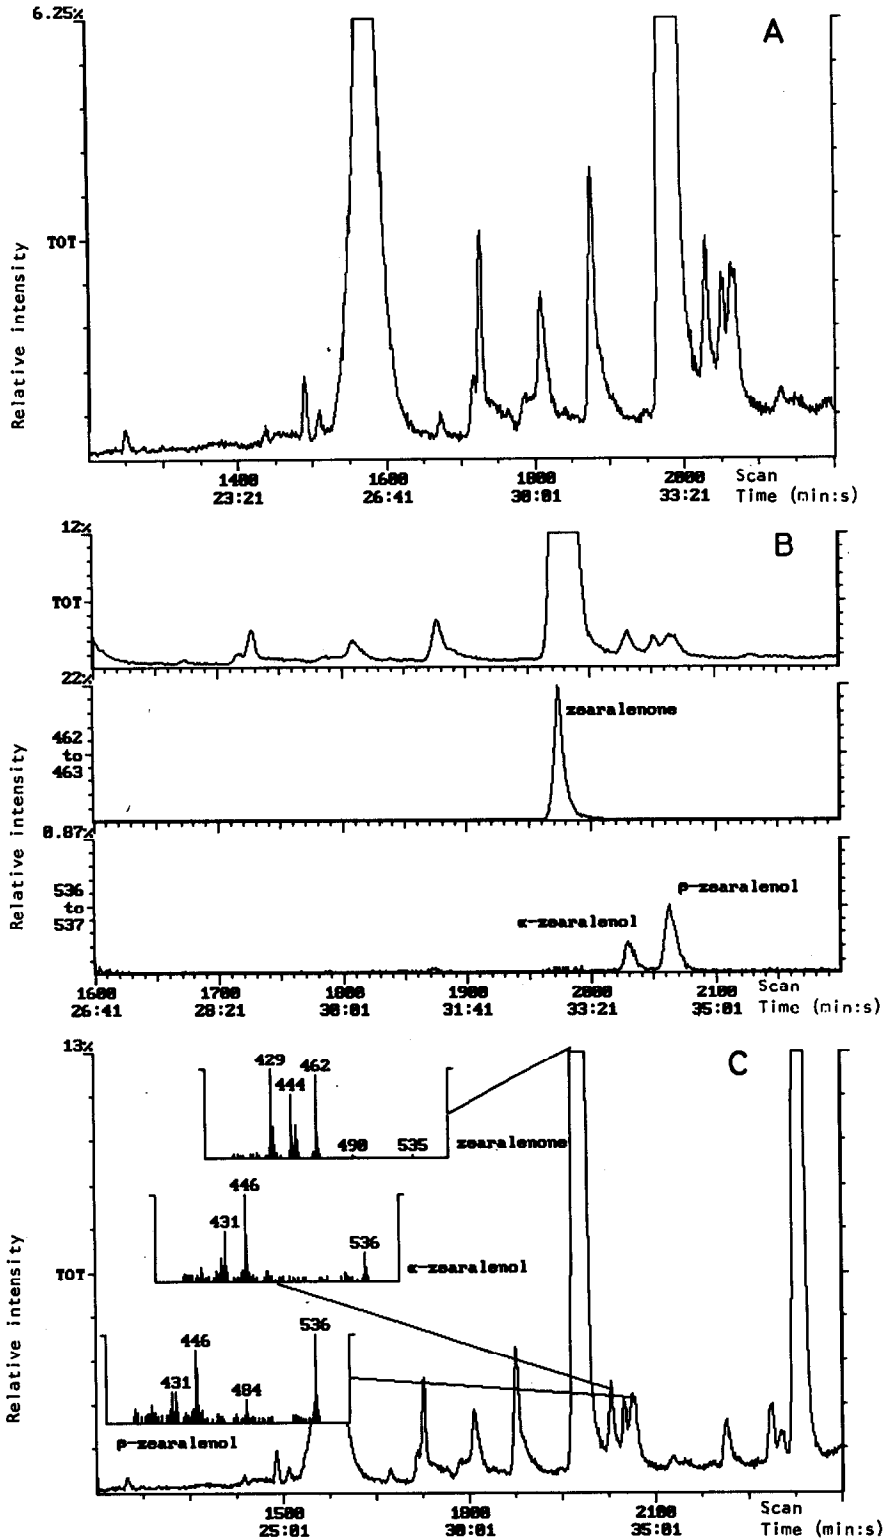 6.25%
A
TOT
Relative intensity
1400 1600 1800 2000 Scan
23:21 26:41 30:01 33:21 Time (min:s)
12%
B
TOT
22%
zearalenone
462
to
463
Relative intensity
0.87%
536
to
537
β-zearalenol
α-zearalenol
1600 1700 1800 1900 2000 2100 Scan
26:41 28:21 30:01 31:41 33:21 35:01 Time (min:s)
13%
C
429 462
444
490 535
zearalenone
446
431
536
α-zearalenol
TOT
Relative intensity
446 536
431 484
β-zearalenol
1500 1800 2100 Scan
25:01 30:01 35:01 Time (min:s)